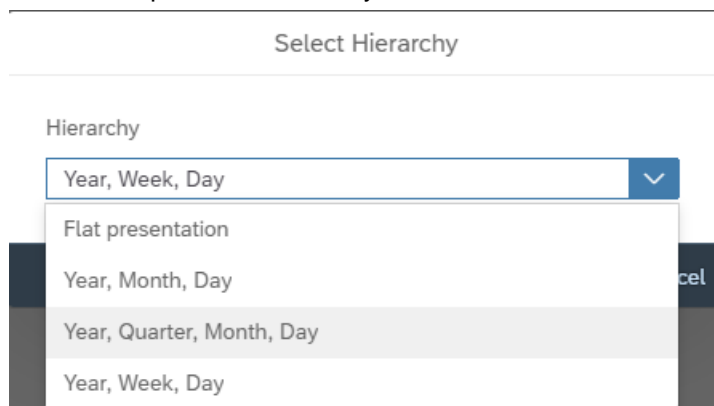 Select Hierarchy
Hierarchy
Year, Week, Day
Flat presentation
Year, Month, Day
cel
Year, Quarter, Month, Day
Year, Week, Day